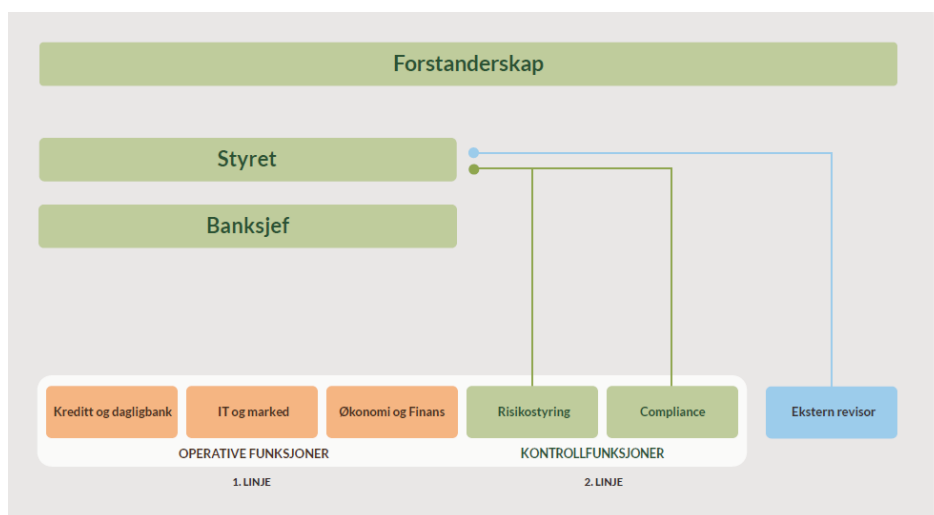 Forstanderskap
Styret
Banksjef
Kreditt og dagligbank
IT og marked
Økonomi og Finans
Risikostyring
Compliance
Ekstern revisor
OPERATIVE FUNKSJONER
KONTROLLFUNKSJONER
1. LINJE
2. LINJE